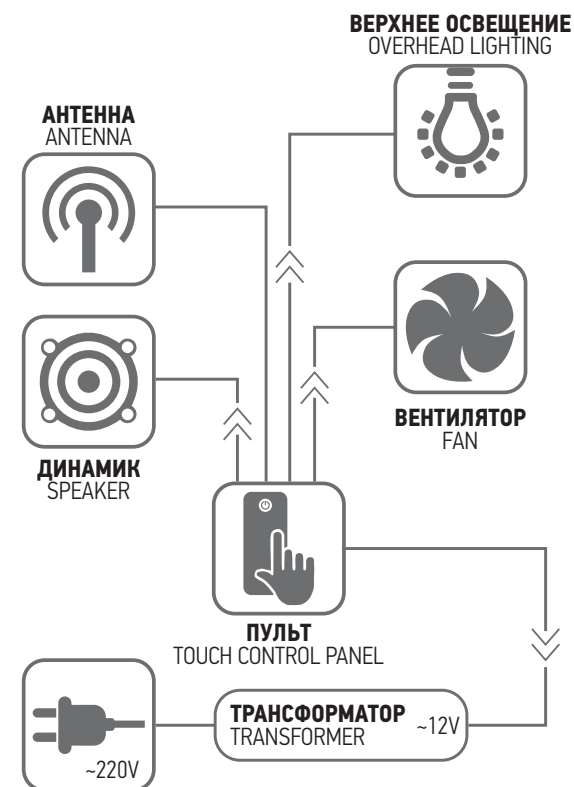 ВЕРХНЕЕ ОСВЕЩЕНИЕ
OVERHEAD LIGHTING
АНТЕННА
ANTENNA
ВЕНТИЛЯТОР
FAN
ДИНАМИК
SPEAKER
ПУЛЬТ
TOUCH CONTROL PANEL
ТРАНСФОРМАТОР
TRANSFORMER
~12V
~220V